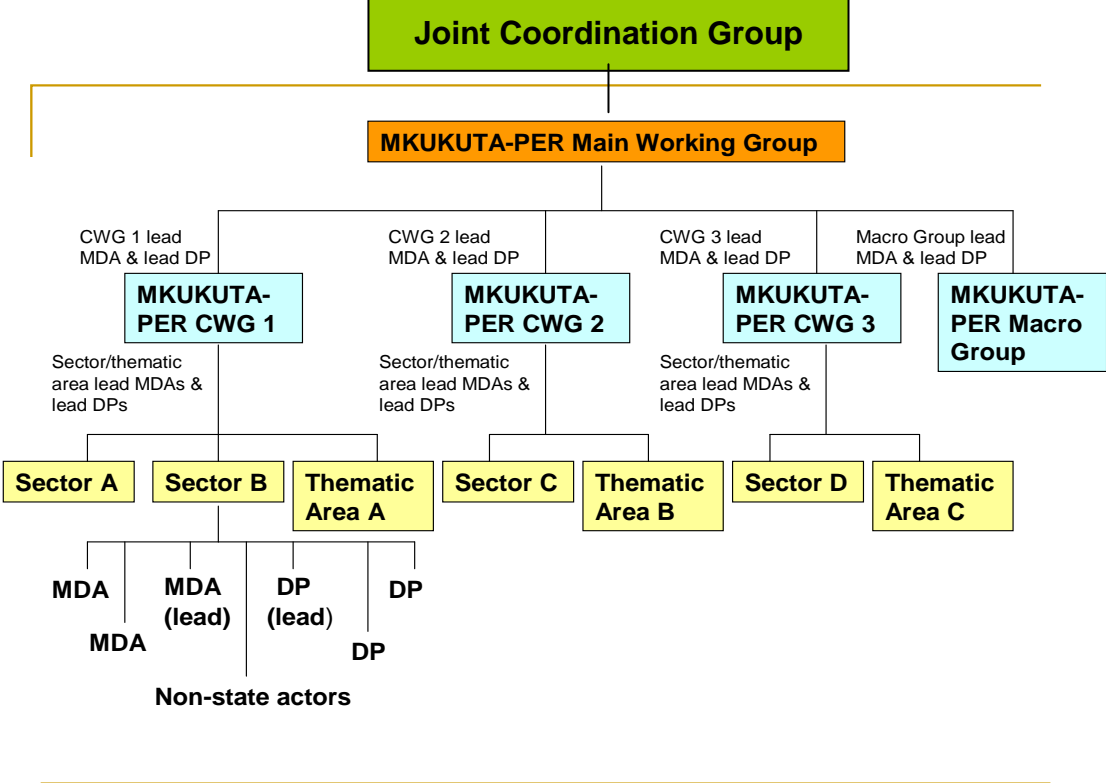 Joint Coordination Group
MKUKUTA-PER Main Working Group
CWG 1 lead
MDA & lead DP
CWG 2 lead
MDA & lead DP
CWG 3 lead
MDA & lead DP
Macro Group lead
MDA & lead DP
MKUKUTA-
PER CWG 1
MKUKUTA-
PER CWG 2
MKUKUTA-
PER CWG 3
MKUKUTA-
PER Macro
Group
Sector/thematic
area lead MDAs &
lead DPs
Sector/thematic
area lead MDAs &
lead DPs
Sector/thematic
area lead MDAs &
lead DPs
Sector A
Sector B
Thematic
Area A
Sector C
Thematic
Area B
Sector D
Thematic
Area C
MDA
MDA
MDA
(lead)
DP
(lead)
DP
DP
Non-state actors